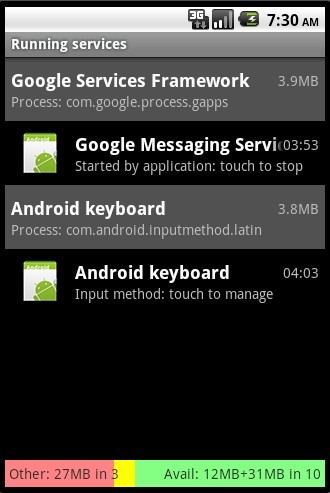 3G 7:30 AM
Running services
Google Services Framework 3.9MB
Process: com.google.process.gapps
Google Messaging Servi 03:53
Started by application: touch to stop
Android keyboard 3.8MB
Process: com.android.inputmethod.latin
Android keyboard 04:03
Input method: touch to manage
Other: 27MB in 3 Avail: 12MB+31MB in 10